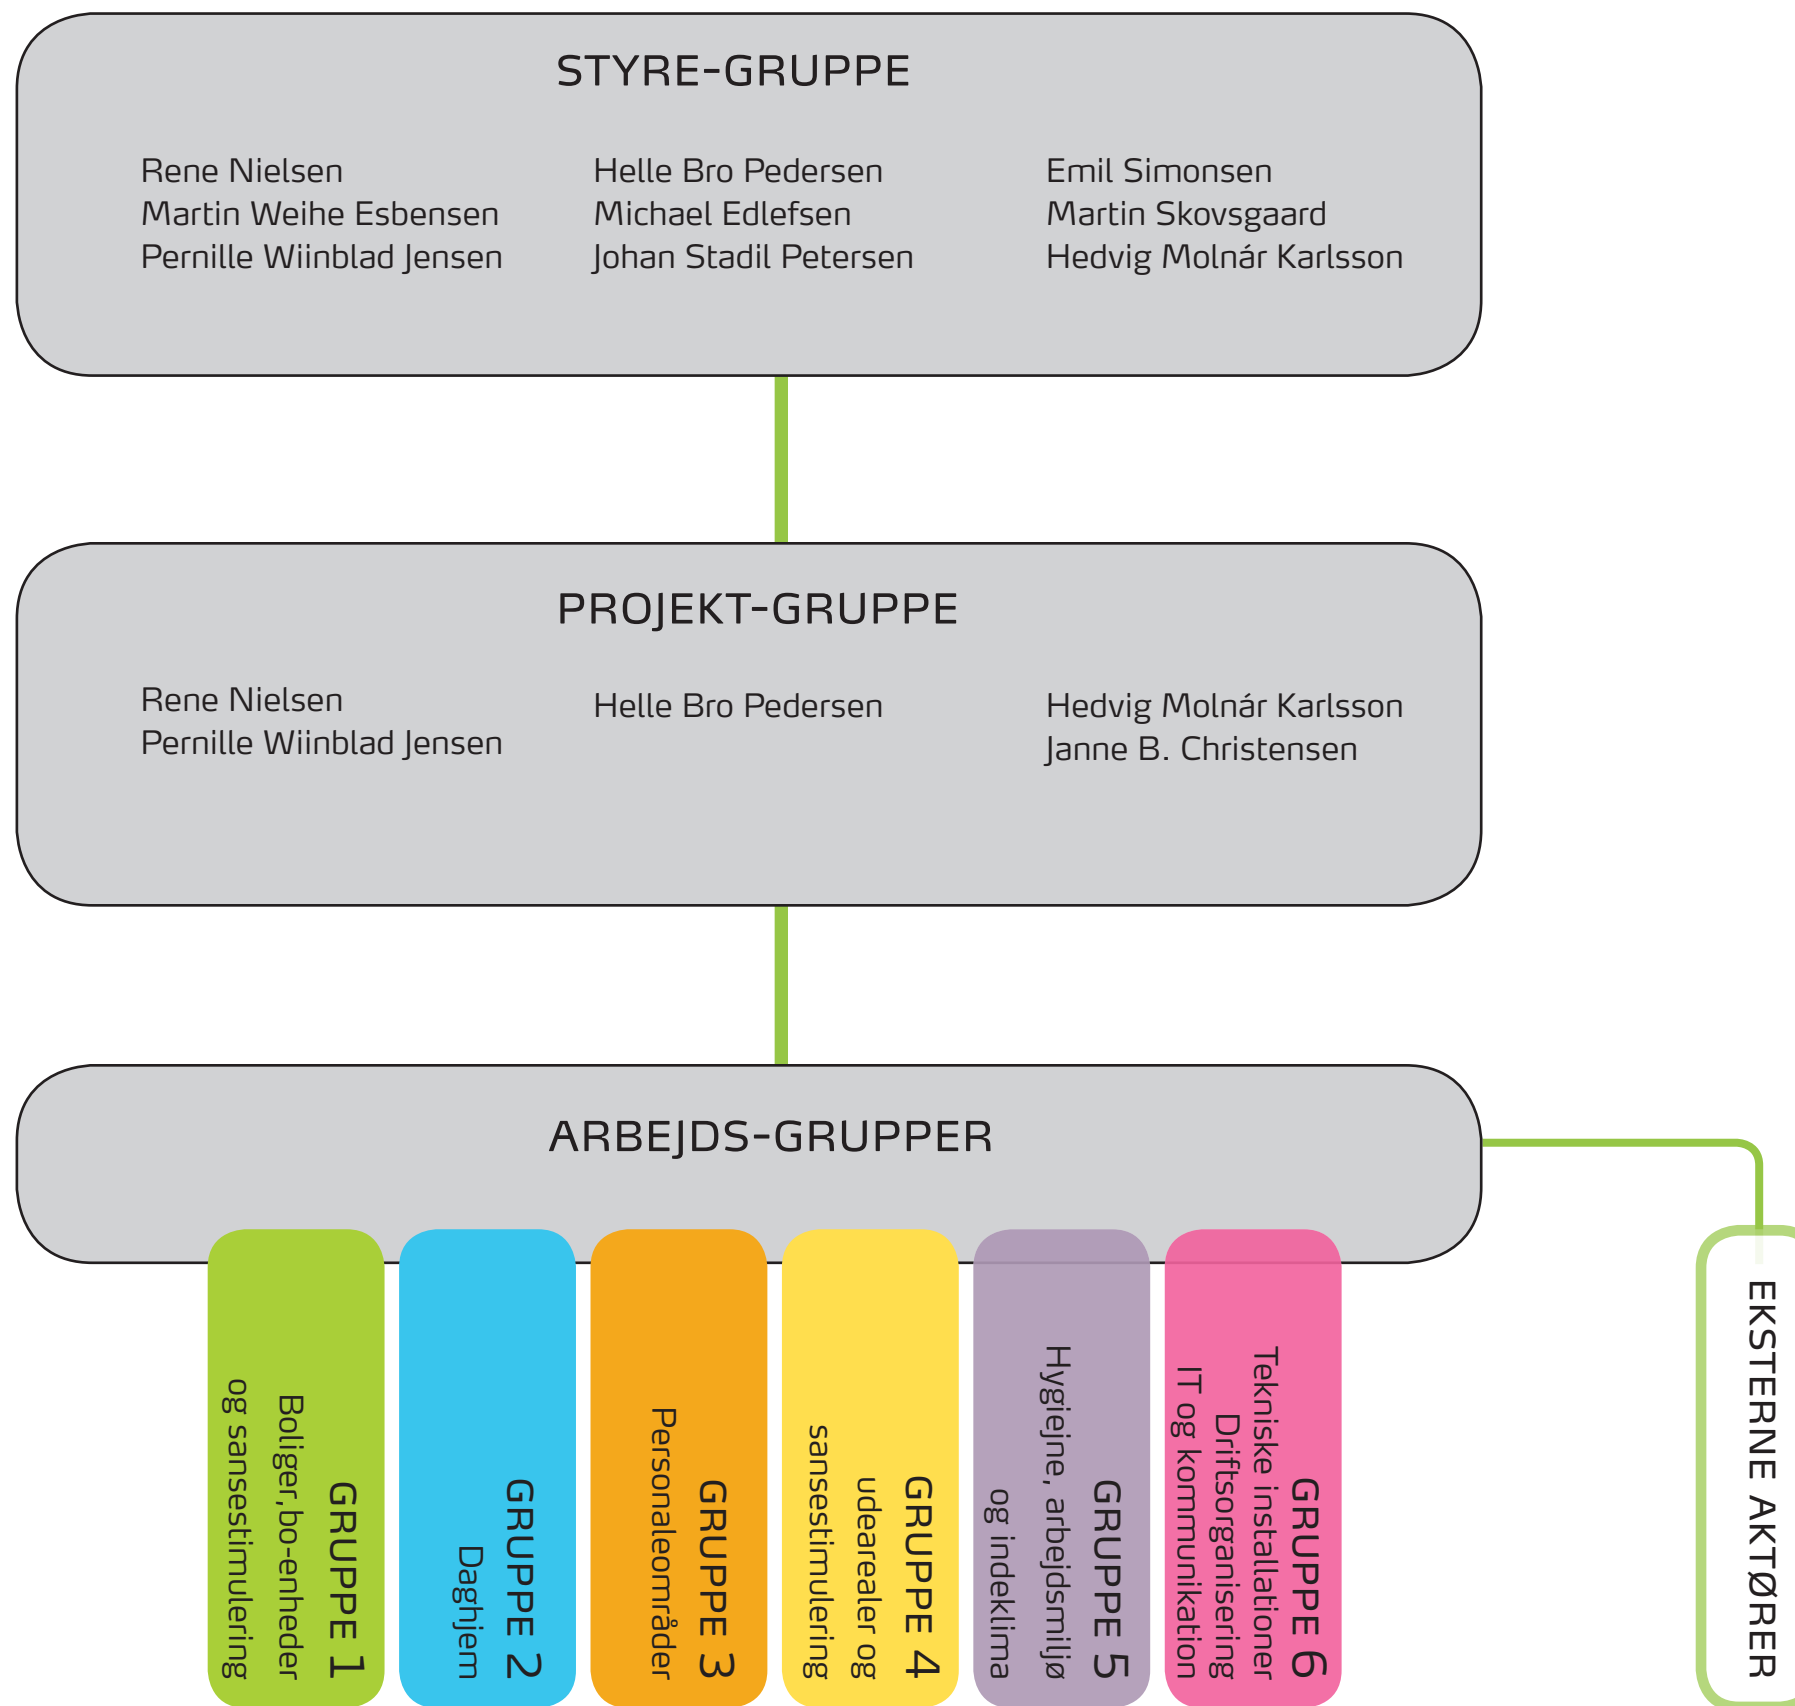 STYRE-GRUPPE
Rene Nielsen
Martin Weihe Esbensen
Pernille Wiinblad Jensen
Helle Bro Pedersen
Michael Edlefsen
Johan Stadil Petersen
Emil Simonsen
Martin Skovsgaard
Hedvig Molnár Karlsson
PROJEKT-GRUPPE
Rene Nielsen
Pernille Wiinblad Jensen
Helle Bro Pedersen
Hedvig Molnár Karlsson
Janne B. Christensen
ARBEJDS-GRUPPER
GRUPPE 1
Boliger,bo-enheder
og sansestimulering
GRUPPE 2
Daghjem
GRUPPE 3
Personaleområder
GRUPPE 4
udearealer og
sansestimulering
GRUPPE 5
Hygiejne, arbejdsmiljø
og indeklima
GRUPPE 6
Tekniske installationer
Driftsorganisering
IT og kommunikation
EKSTERNE AKTØRER